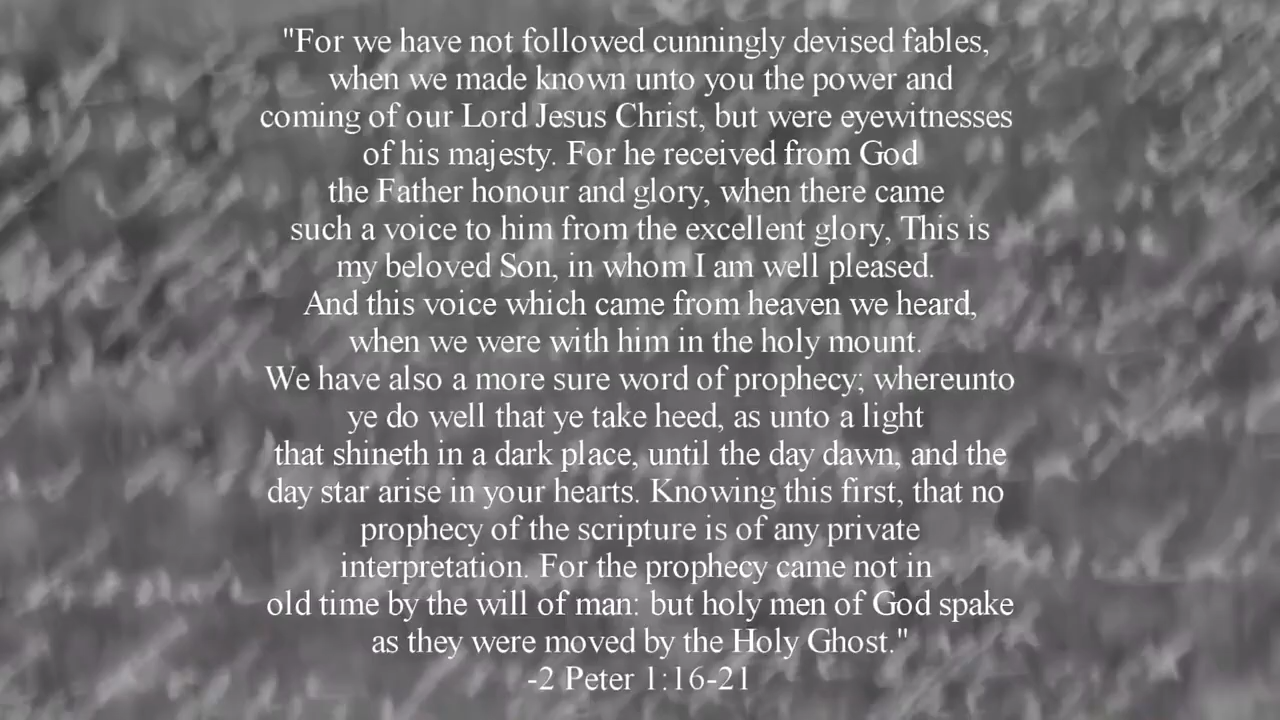 "For we have not followed cunningly devised fables,
when we made known unto you the power and
coming of our Lord Jesus Christ, but were eyewitnesses
of his majesty. For he received from God
the Father honour and glory, when there came
such a voice to him from the excellent glory, This is
my beloved Son, in whom I am well pleased.
And this voice which came from heaven we heard,
when we were with him in the holy mount.
We have also a more sure word of prophecy; whereunto
ye do well that ye take heed, as unto a light
that shineth in a dark place, until the day dawn, and the
day star arise in your hearts. Knowing this first, that no
prophecy of the scripture is of any private
interpretation. For the prophecy came not in
old time by the will of man: but holy men of God spake
as they were moved by the Holy Ghost."
-2 Peter 1:16-21